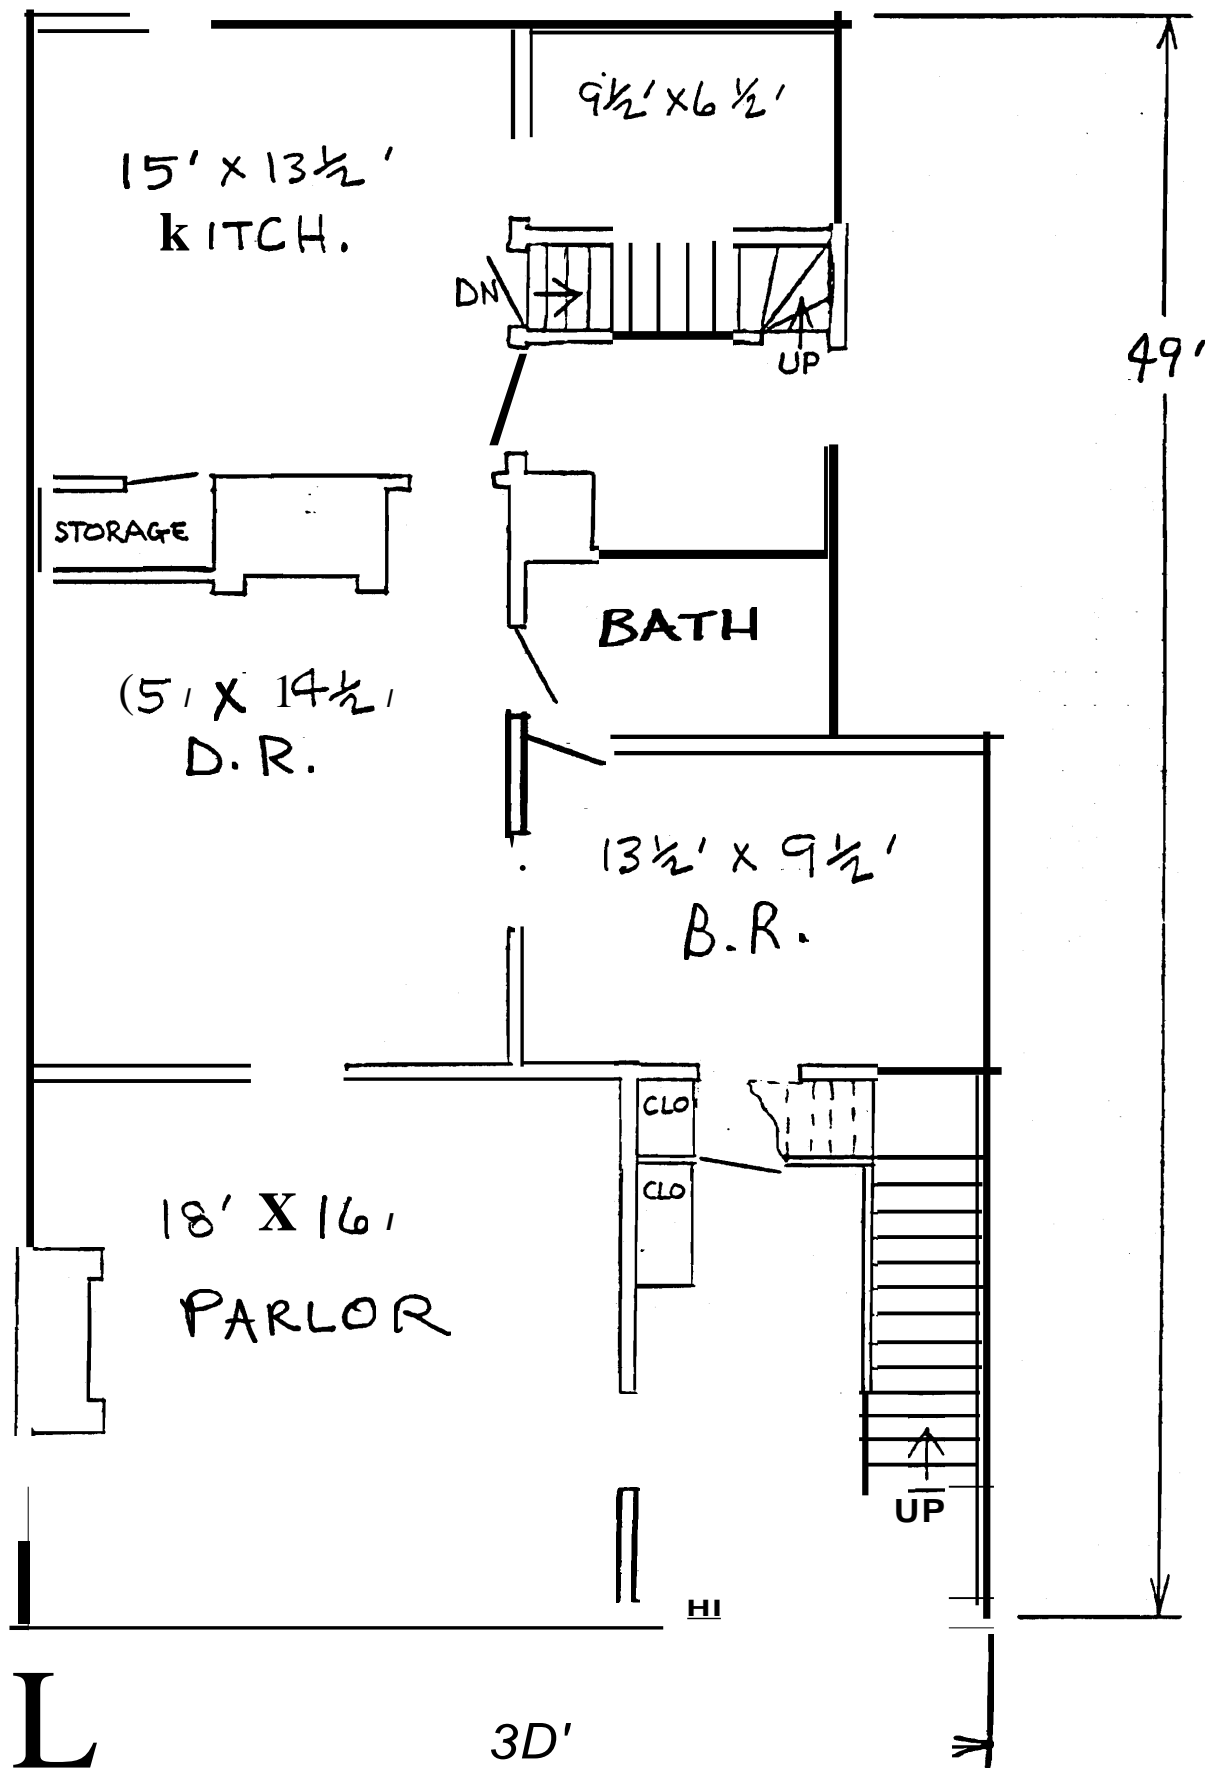 9½' X 6½'
15' X 13½'
kITCH.
DN
UP
49'
STORAGE
BATH
(5' X 14½'
D.R.
13½' X 9½'
B.R.
CLO
CLO
18' X 16'
PARLOR
UP
HI
L
3D'